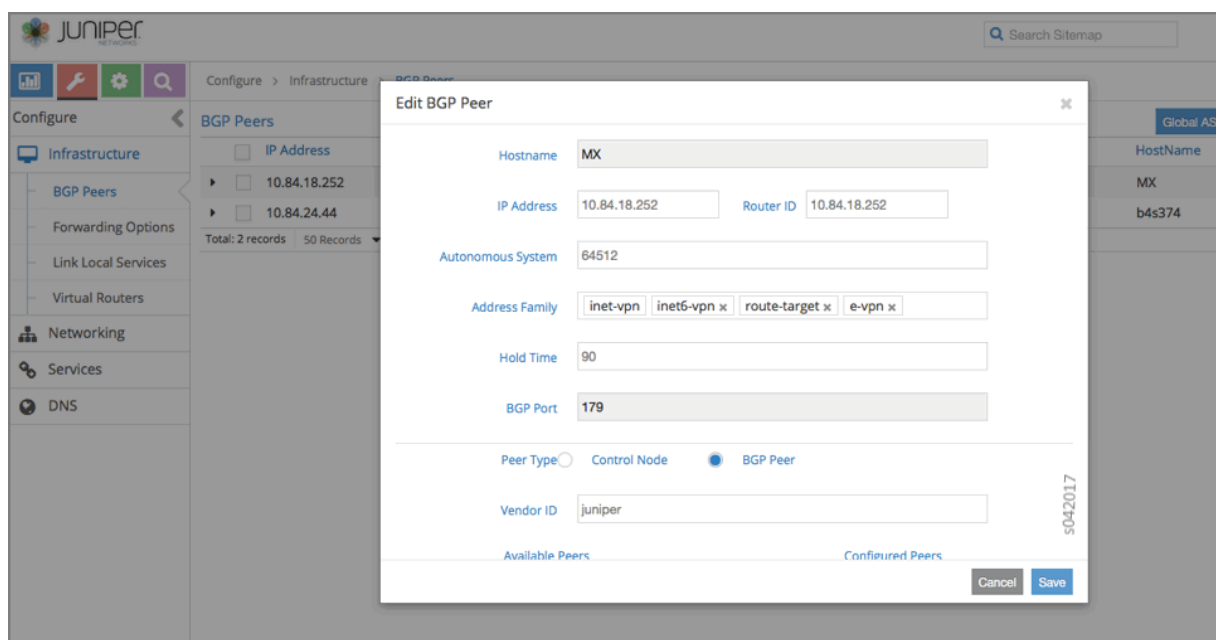 JUNIPER
NETWORKS
Search Sitemap
Configure > Infrastructure > BGP Peers
Configure
BGP Peers
Global AS
Infrastructure
IP Address
HostName
BGP Peers
10.84.18.252
MX
Forwarding Options
10.84.24.44
b4s374
Total: 2 records 50 Records
Link Local Services
Virtual Routers
Networking
Services
DNS
Edit BGP Peer
Hostname MX
IP Address 10.84.18.252 Router ID 10.84.18.252
Autonomous System 64512
Address Family inet-vpn inet6-vpn x route-target x e-vpn x
Hold Time 90
BGP Port 179
Peer Type Control Node BGP Peer
Vendor ID juniper
Available Peers Configured Peers
Cancel Save
s042017